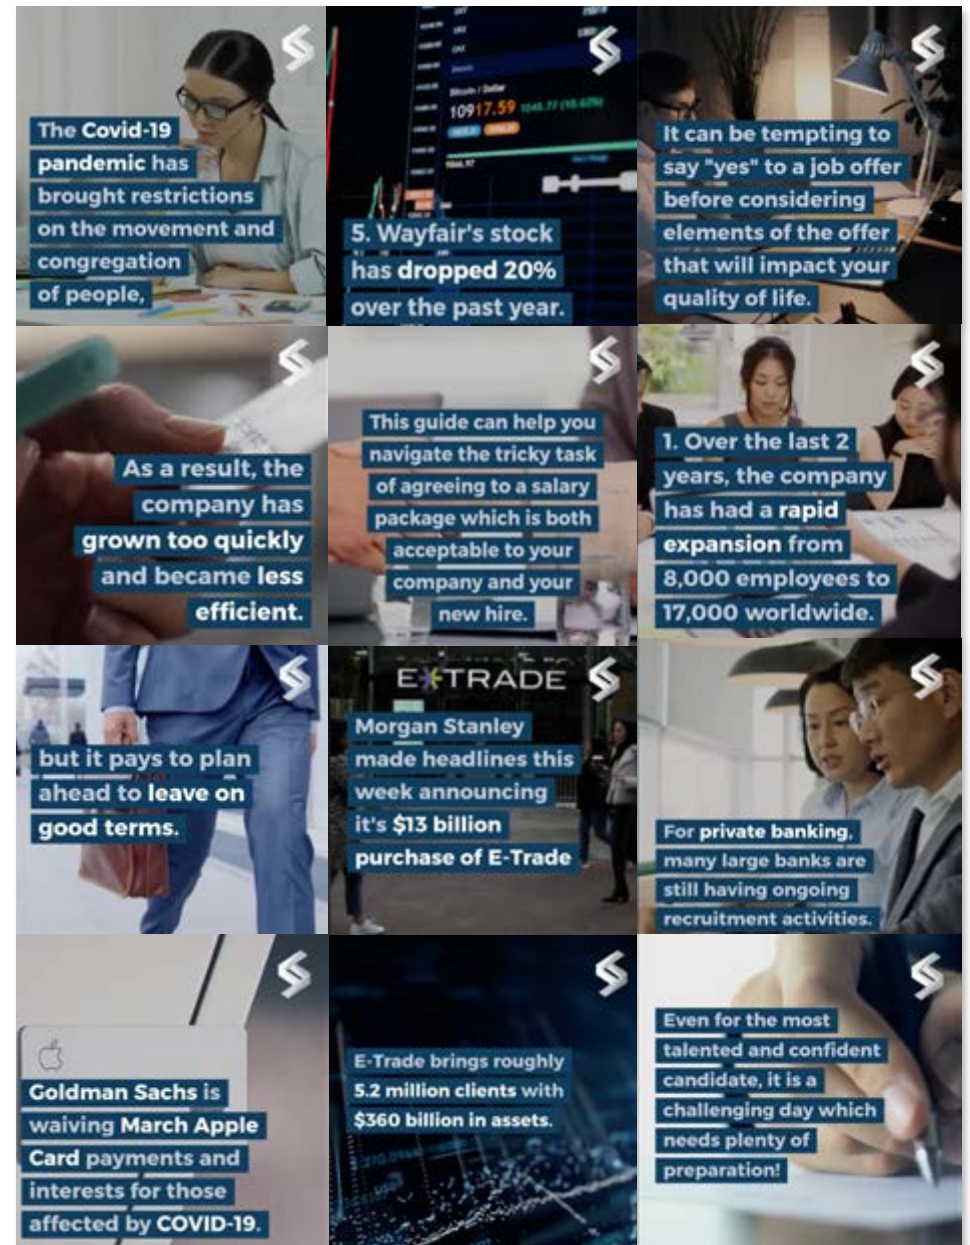 The Covid-19
pandemic has
brought restrictions
on the movement and
congregation
of people,
Bitcoin / Dollar
10917.59
5. Wayfair's stock
has dropped 20%
over the past year.
It can be tempting to
say "yes" to a job offer
before considering
elements of the offer
that will impact your
quality of life.
As a result, the
company has
grown too quickly
and became less
efficient.
This guide can help you
navigate the tricky task
of agreeing to a salary
package which is both
acceptable to your
company and your
new hire.
1. Over the last 2
years, the company
has had a rapid
expansion from
8,000 employees to
17,000 worldwide.
but it pays to plan
ahead to leave on
good terms.
E*TRADE
Morgan Stanley
made headlines this
week announcing
it's $13 billion
purchase of E-Trade
For private banking,
many large banks are
still having ongoing
recruitment activities.
Goldman Sachs is
waiving March Apple
Card payments and
interests for those
affected by COVID-19.
E-Trade brings roughly
5.2 million clients with
$360 billion in assets.
Even for the most
talented and confident
candidate, it is a
challenging day which
needs plenty of
preparation!